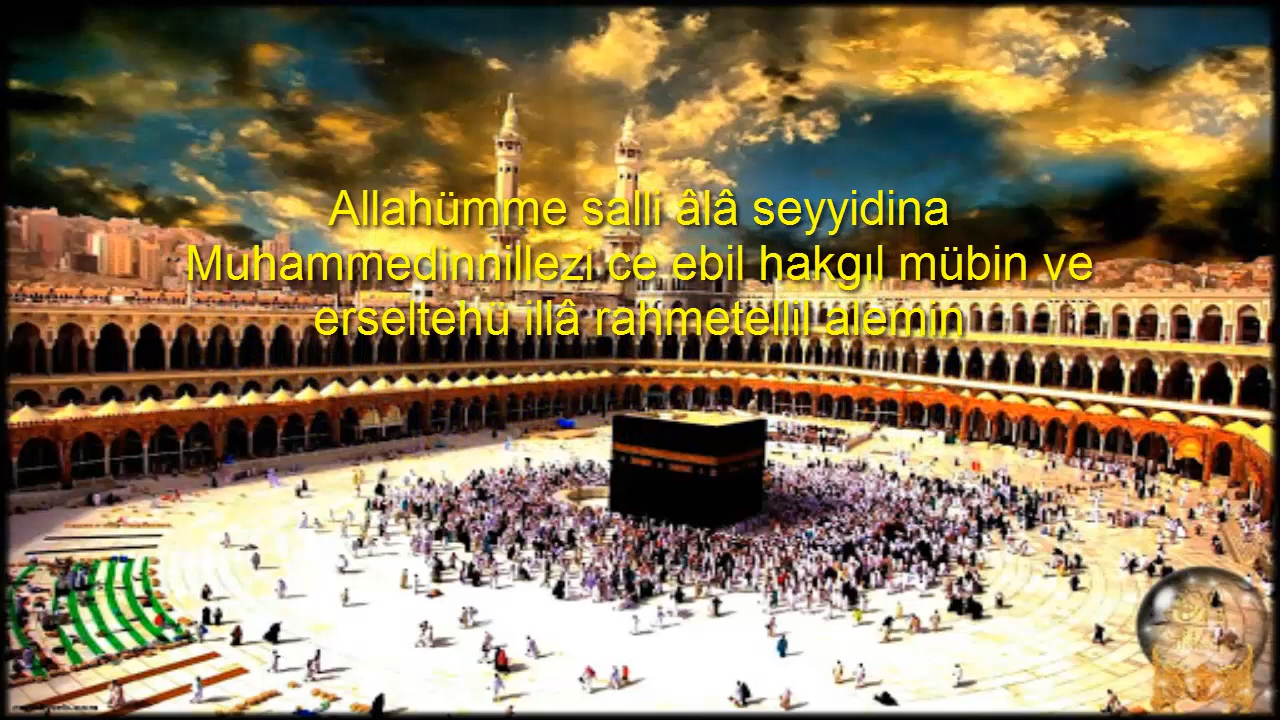 Allahümme salli âlâ seyyidina
Muhammedinnillezi ce ebil hakgıl mübin ve
erseltehü illâ rahmetellil alemin